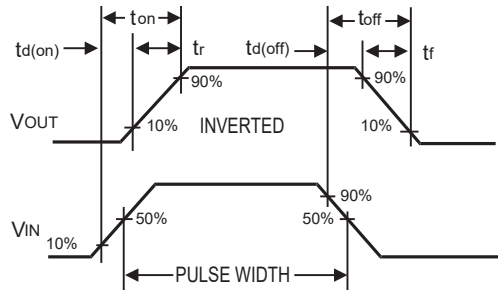 ton
toff
td(on)
tr
td(off)
tf
90%
90%
VOUT
10%
INVERTED
10%
90%
50%
50%
VIN
10%
PULSE WIDTH